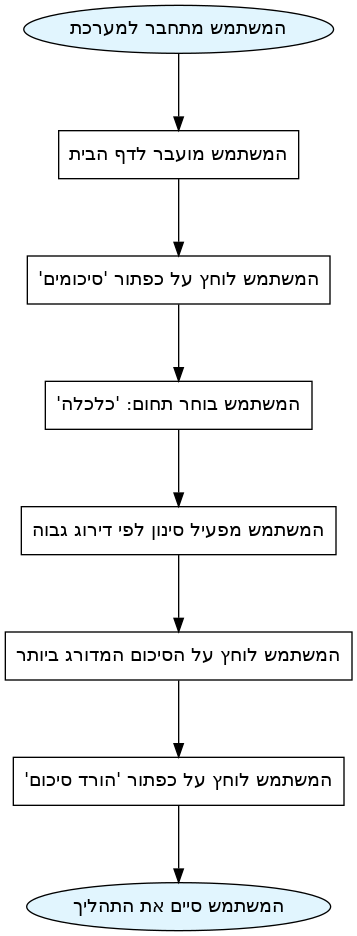 המשתמש מתחבר למערכת
המשתמש מועבר לדף הבית
המשתמש לוחץ על כפתור 'סיכומים'
המשתמש בוחר תחום: 'כלכלה'
המשתמש מפעיל סינון לפי דירוג גבוה
המשתמש לוחץ על הסיכום המדורג ביותר
המשתמש לוחץ על כפתור 'הורד סיכום'
המשתמש סיים את התהליך